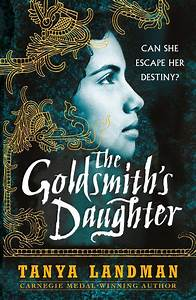 CAN SHE
ESCAPE HER
DESTINY?
The
Goldsmith's
Daughter
TANYA LANDMAN
CARNEGIE MEDAL-WINNING AUTHOR